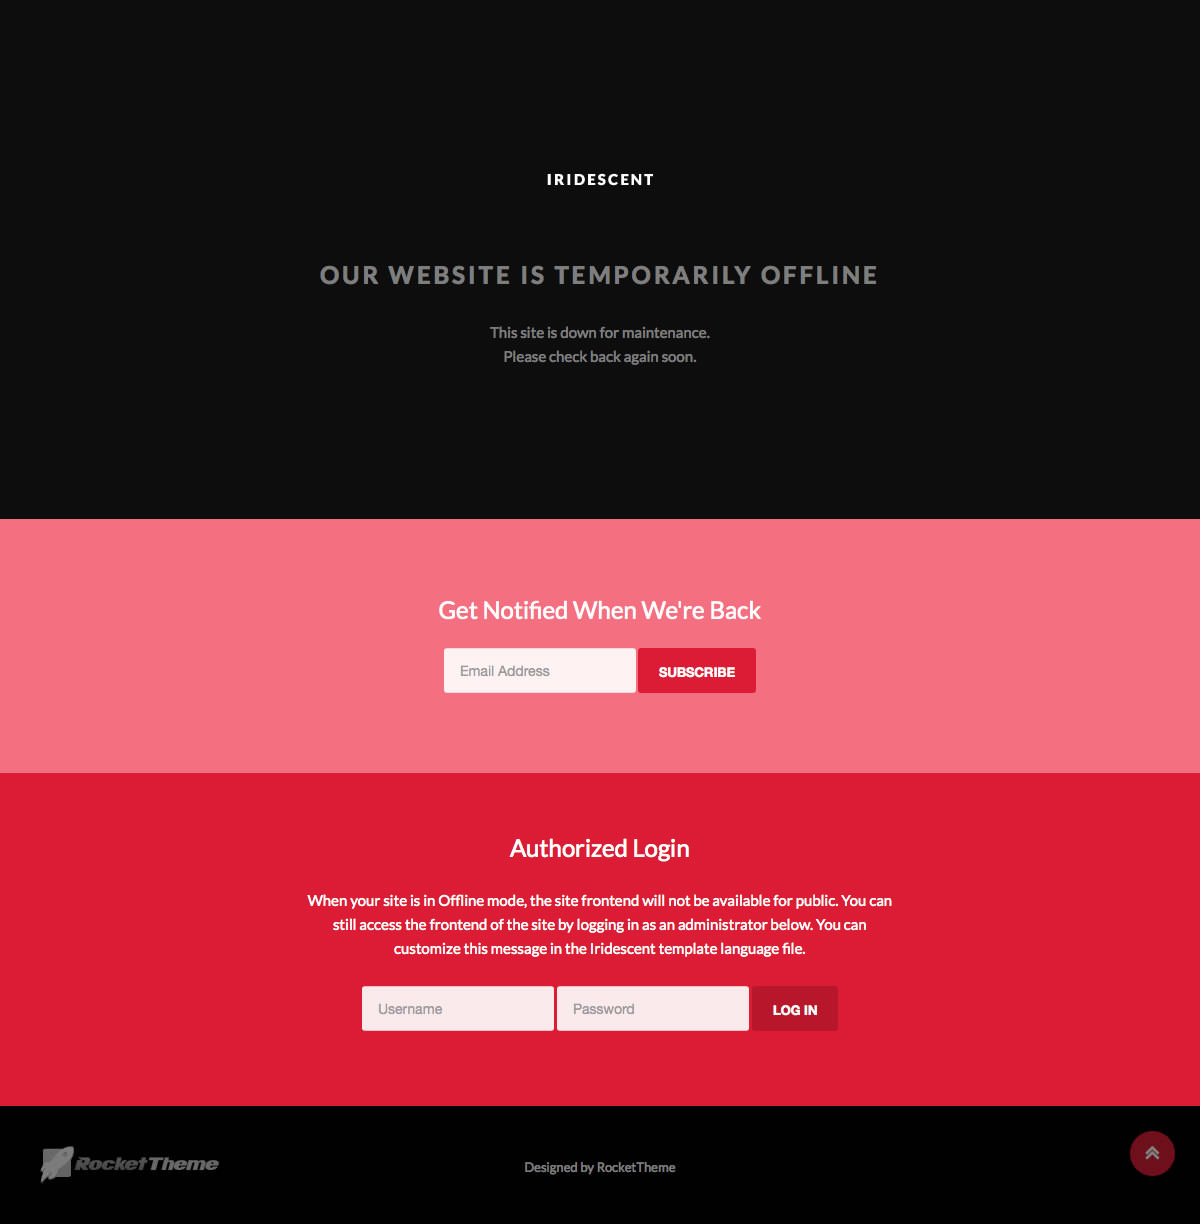 IRIDESCENT
OUR WEBSITE IS TEMPORARILY OFFLINE
This site is down for maintenance.
Please check back again soon.
Get Notified When We're Back
Email Address
SUBSCRIBE
Authorized Login
When your site is in Offline mode, the site frontend will not be available for public. You can
still access the frontend of the site by logging in as an administrator below. You can
customize this message in the Iridescent template language file.
Username
Password
LOG IN
RocketTheme
Designed by RocketTheme